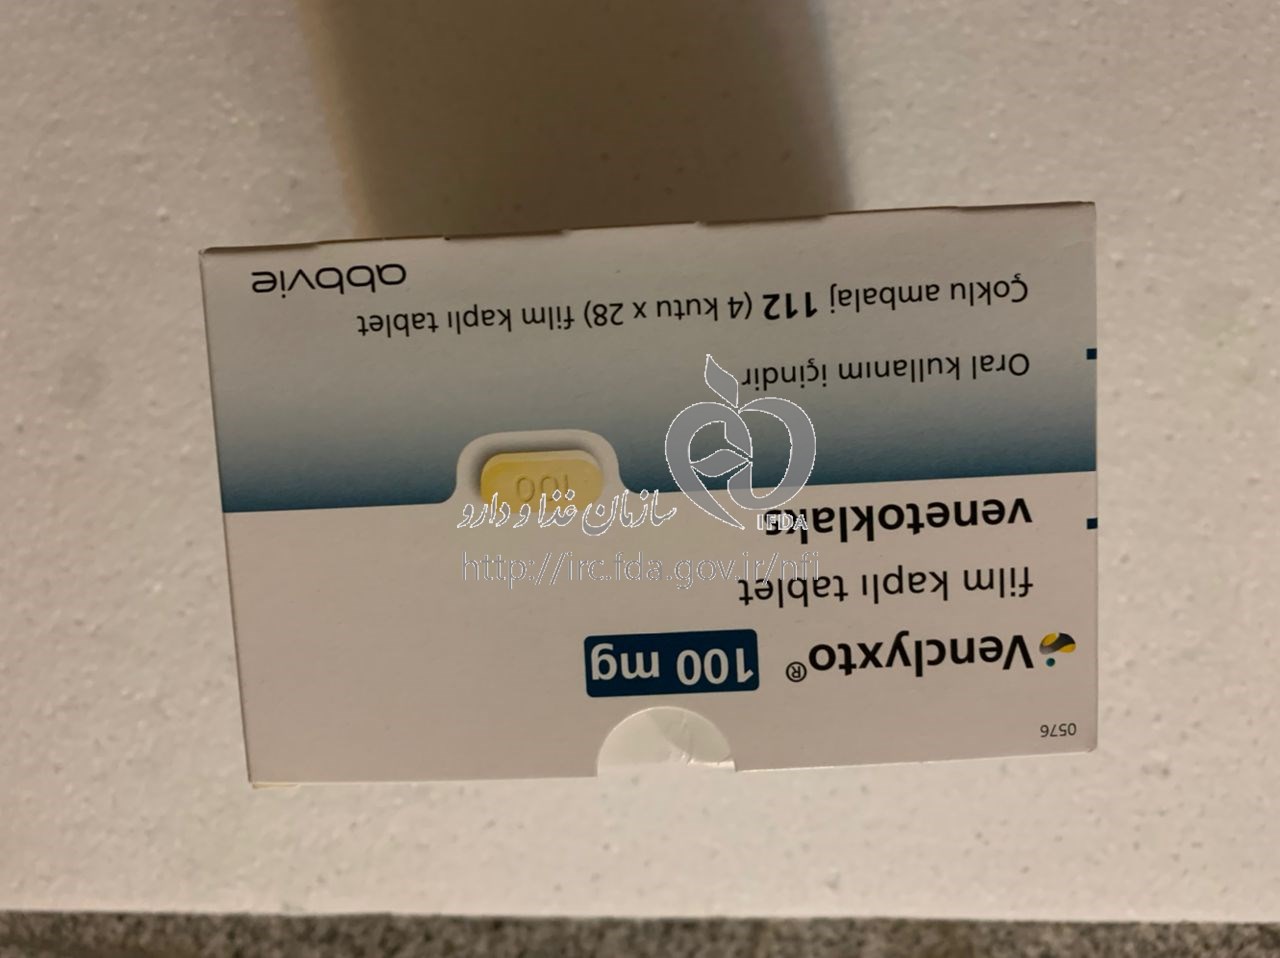 0576
Venclyxto® 100 mg
film kaplı tablet
venetoklaks
100
Oral kullanım içindir
Çoklu ambalaj 112 (4 kutu x 28) film kaplı tablet
abbvie
IFDA
سازمان غذا و دارو
http://irc.fda.gov.ir/nfi